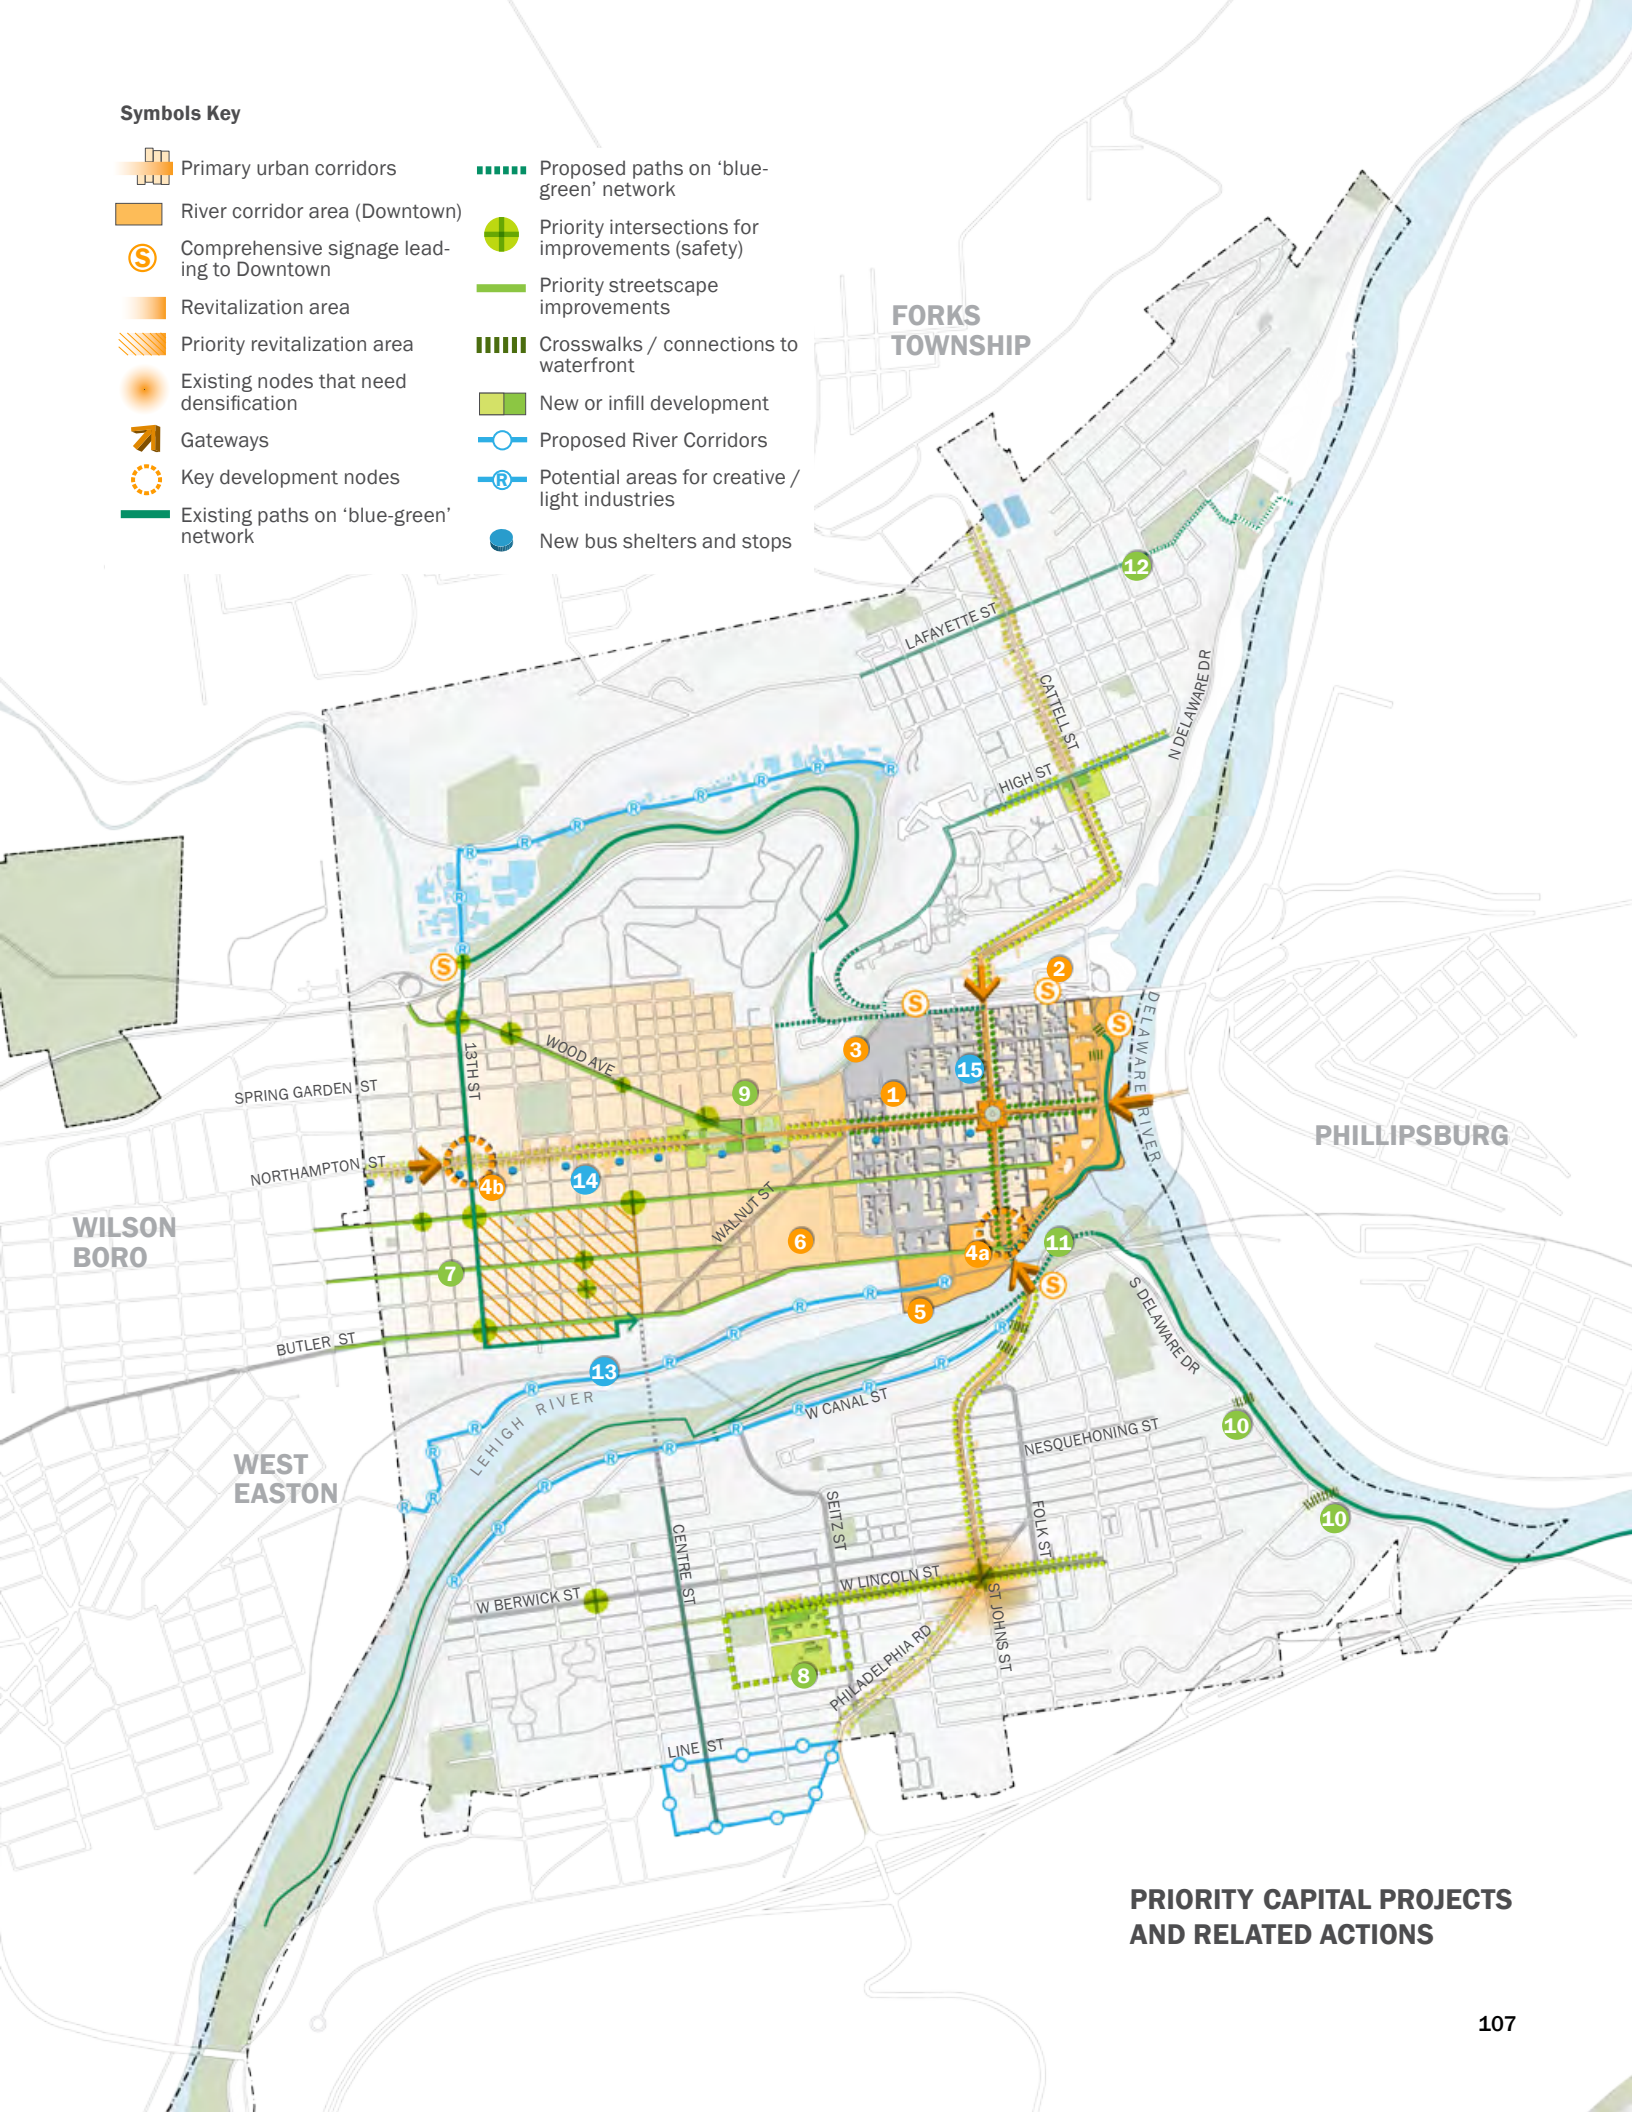 Symbols Key
Primary urban corridors
River corridor area (Downtown)
S
Comprehensive signage lead-
ing to Downtown
Revitalization area
Priority revitalization area
Existing nodes that need
densification
Gateways
Key development nodes
Existing paths on ‘blue-green’
network
Proposed paths on ‘blue-
green’ network
Priority intersections for
improvements (safety)
Priority streetscape
improvements
Crosswalks / connections to
waterfront
New or infill development
Proposed River Corridors
R
Potential areas for creative /
light industries
New bus shelters and stops
FORKS
TOWNSHIP
12
LAFAYETTE ST
CATTELL ST
N DELAWARE DR
HIGH ST
R
R
R
R
R
R
R
R
R
R
R
S
2
S
S
S
DELAWARE RIVER
3
15
1
WOOD AVE
13TH ST
9
SPRING GARDEN ST
NORTHAMPTON ST
PHILLIPSBURG
4b
14
WALNUT ST
WILSON
BORO
6
4a
11
7
S
5
S DELAWARE DR
BUTLER ST
13
R
R
R
R
R
R
R
R
R
R
R
LEHIGH RIVER
W CANAL ST
R
R
R
R
R
R
R
R
R
R
10
NESQUEHONING ST
WEST
EASTON
10
SEITZ ST
FOLK ST
CENTRE ST
W LINCOLN ST
W BERWICK ST
ST JOHNS ST
PHILADELPHIA RD
8
LINE ST
PRIORITY CAPITAL PROJECTS
AND RELATED ACTIONS
107